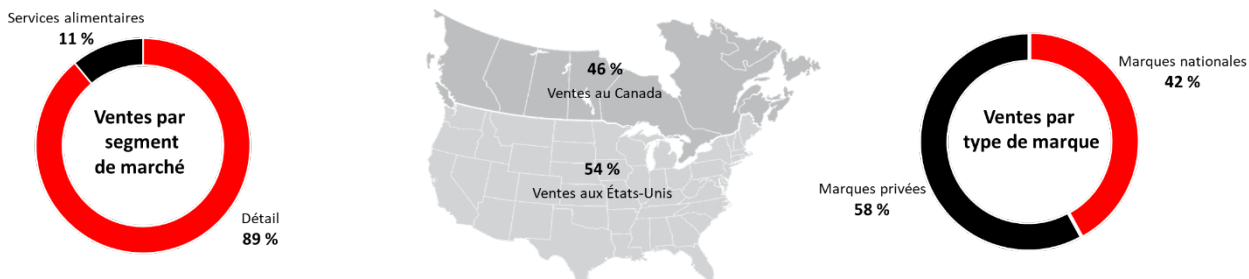 Services alimentaires
11 %
Ventes par
segment
de marché
Détail
89 %
46 %
Ventes au Canada
54 %
Ventes aux États-Unis
Marques nationales
42 %
Ventes par
type de marque
Marques privées
58 %